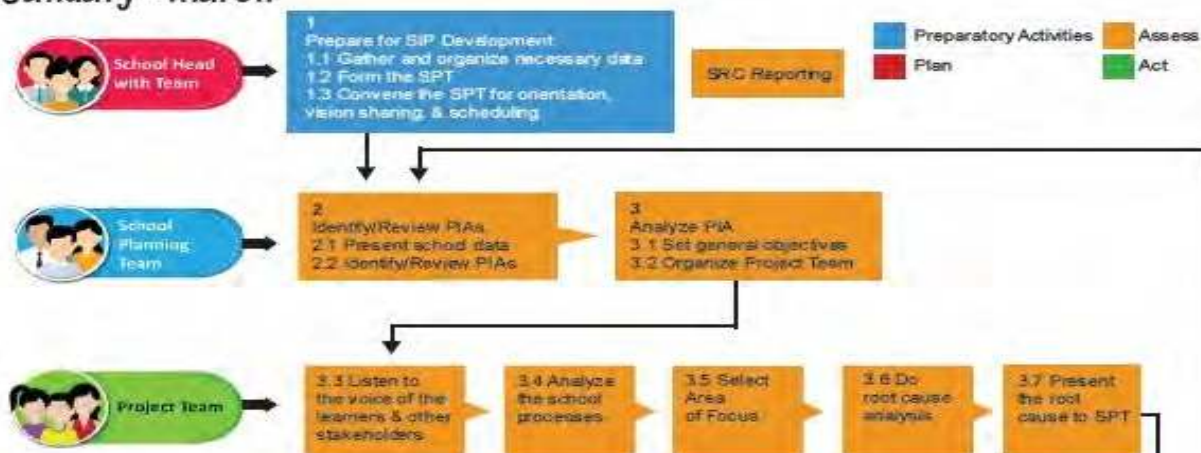 School Head
with Team
1
Prepare for SIP Development
1.1 Gather and organize necessary data
1.2 Form the SPT
1.3 Convene the SPT for orientation,
vision sharing, & scheduling
SRC Reporting
Preparatory Activities
Assess
Plan
Act
School
Planning
Team
2
Identify/Review PIAs
2.1 Present school data
2.2 Identify/Review PIAs
3
Analyze PIA
3.1 Set general objectives
3.2 Organize Project Team
Project Team
3.3 Listen to
the voice of the
learners & other
stakeholders
3.4 Analyze
the school
processes
3.5 Select
Area
of Focus
3.6 Do
root cause
analysis
3.7 Present
the root
cause to SPT